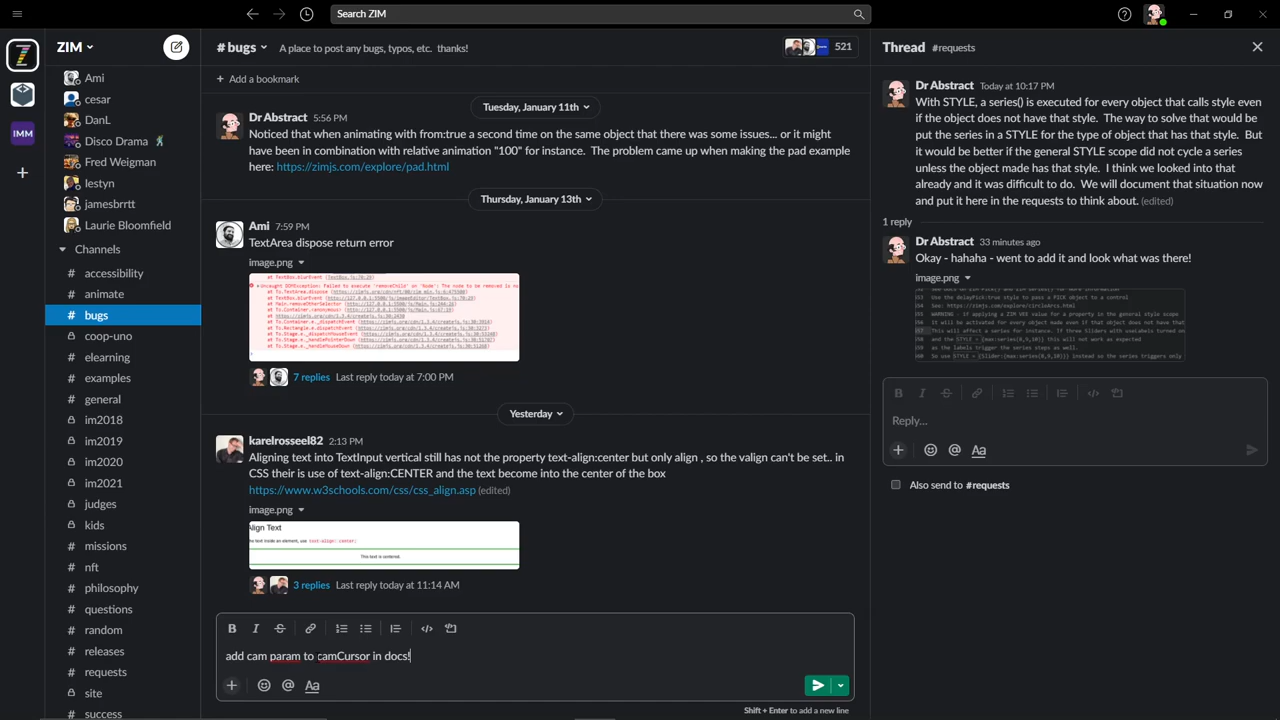 Search ZIM
ZIM
# bugs
A place to post any bugs, typos, etc. thanks!
521
Thread #requests
Add a bookmark
Ami
cesar
DanL
Disco Drama
Fred Weigman
lestyn
jamesbrrtt
Laurie Bloomfield
Channels
# accessibility
# animate
# bugs
coop-uno
# elearning
# examples
# general
im2018
im2019
im2020
im2021
# judges
# kids
# missions
# nft
# philosophy
# questions
# random
# releases
# requests
# site
# success
IMM
Tuesday, January 11th
Dr Abstract 5:56 PM
Noticed that when animating with from:true a second time on the same object that there was some issues... or it might
have been in combination with relative animation "100" for instance. The problem came up when making the pad example
here: https://zimjs.com/explore/pad.html
Thursday, January 13th
Ami 7:59 PM
TextArea dispose return error
image.png
7 replies Last reply today at 7:00 PM
Yesterday
karelrosseel82 2:13 PM
Aligning text into TextInput vertical still has not the property text-align:center but only align , so the valign can't be set.. in
CSS their is use of text-align:CENTER and the text become into the center of the box
https://www.w3schools.com/css/css_align.asp (edited)
image.png
Align Text
This text is centered.
3 replies Last reply today at 11:14 AM
add cam param to camCursor in docs!
Shift + Enter to add a new line
Dr Abstract Today at 10:17 PM
With STYLE, a series() is executed for every object that calls style even
if the object does not have that style. The way to solve that would be
put the series in a STYLE for the type of object that has that style. But
it would be better if the general STYLE scope did not cycle a series
unless the object made has that style. I think we looked into that
already and it was difficult to do. We will document that situation now
and put it here in the requests to think about. (edited)
1 reply
Dr Abstract 33 minutes ago
Okay - hahaha - went to add it and look what was there!
image.png
Reply...
Also send to #requests